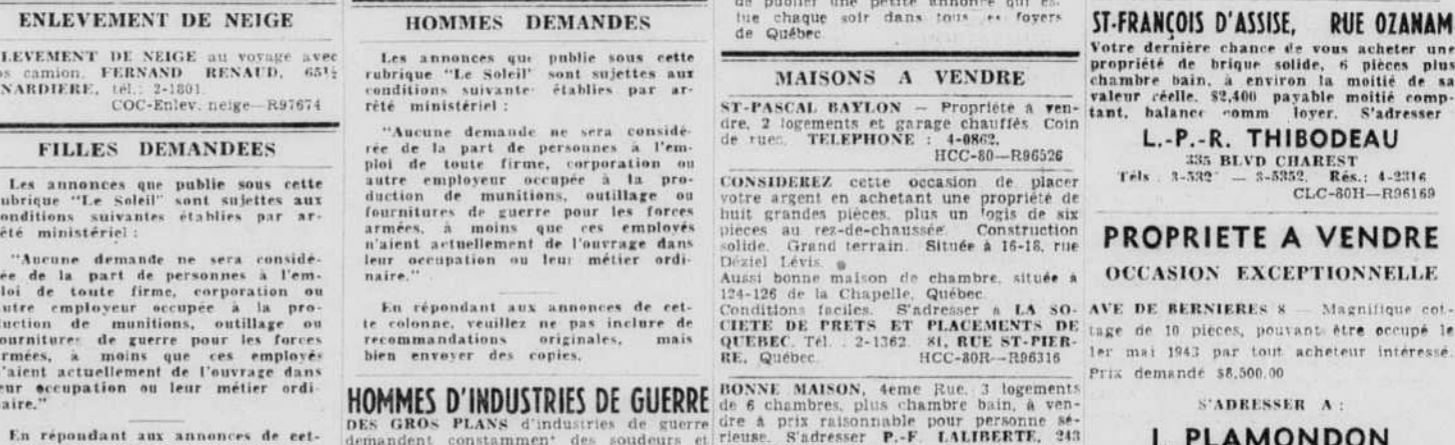 ENLEVEMENT DE NEIGE
LEVEMENT DE NEIGE au voyage avec
camion. FERNAND RENAUD, 65½
NARDIERE, tél.: 2-1801.
COC-Enlev. neige—R97674
FILLES DEMANDEES
Les annonces que publie sous cette
ubrique "Le Soleil" sont sujettes aux
onditions suivantes établies par ar-
êté ministériel :
"Aucune demande ne sera considé-
ée de la part de personnes à l'em-
loi de toute firme, corporation ou
utre employeur occupée à la pro-
uction de munitions, outillage ou
ournitures de guerre pour les forces
rmées, à moins que ces employés
'aient actuellement de l'ouvrage dans
eur occupation ou leur métier ordi-
aire."
En répondant aux annonces de cet-
HOMMES DEMANDES
Les annonces que publie sous cette
rubrique "Le Soleil" sont sujettes aux
conditions suivante établies par ar-
rêté ministériel :
"Aucune demande ne sera considé-
rée de la part de personnes à l'em-
ploi de toute firme, corporation ou
autre employeur occupée à la pro-
duction de munitions, outillage ou
fournitures de guerre pour les forces
armées, à moins que ces employés
n'aient actuellement de l'ouvrage dans
leur occupation ou leur métier ordi-
naire."
En répondant aux annonces de cet-
te colonne, veuillez ne pas inclure de
recommandations originales, mais
bien envoyer des copies.
HOMMES D'INDUSTRIES DE GUERRE
DES GROS PLANS d'industries de guerre
demandent constamment des soudeurs et
de publier une petite annonce qui es.
lue chaque soir dans tous foyers
de Québec
MAISONS A VENDRE
ST-PASCAL BAYLON — Propriété à ven-
dre, 2 logements et garage chauffés. Coin
de rues. TELEPHONE : 4-0862.
HCC-80—R96526
CONSIDEREZ cette occasion de placer
votre argent en achetant une propriété de
huit grandes pièces, plus un logis de six
pièces au rez-de-chaussée. Construction
solide. Grand terrain. Située à 16-18, rue
Déziel Lévis.
Aussi bonne maison de chambre, située à
124-126 de la Chapelle, Québec.
Conditions faciles. S'adresser à LA SO-
CIETE DE PRETS ET PLACEMENTS DE
QUEBEC. Tél. : 2-1362. 81, RUE ST-PIER-
RE, Québec. HCC-80R—R96316
BONNE MAISON, 4eme Rue, 3 logements
de 6 chambres, plus chambre bain, à ven-
dre à prix raisonnable pour personne sé-
rieuse. S'adresser P.-F. LALIBERTE, 243
ST-FRANÇOIS D'ASSISE, RUE OZANAM
Votre dernière chance de vous acheter une
propriété de brique solide, 6 pièces plus
chambre bain, à environ la moitié de sa
valeur réelle. $2,400 payable moitié comp-
tant, balance comm loyer. S'adresser
L.-P.-R. THIBODEAU
335 BLVD CHAREST
Téls : 3-532 — 3-5352, Rés.: 4-2316
CLC-80H—R96169
PROPRIETE A VENDRE
OCCASION EXCEPTIONNELLE
AVE DE BERNIERES 8 — Magnifique cot-
tage de 10 pièces, pouvant être occupé le
1er mai 1943 par tout acheteur intéressé.
Prix demandé $8,500.00
S'ADRESSER A :
J. PLAMONDON